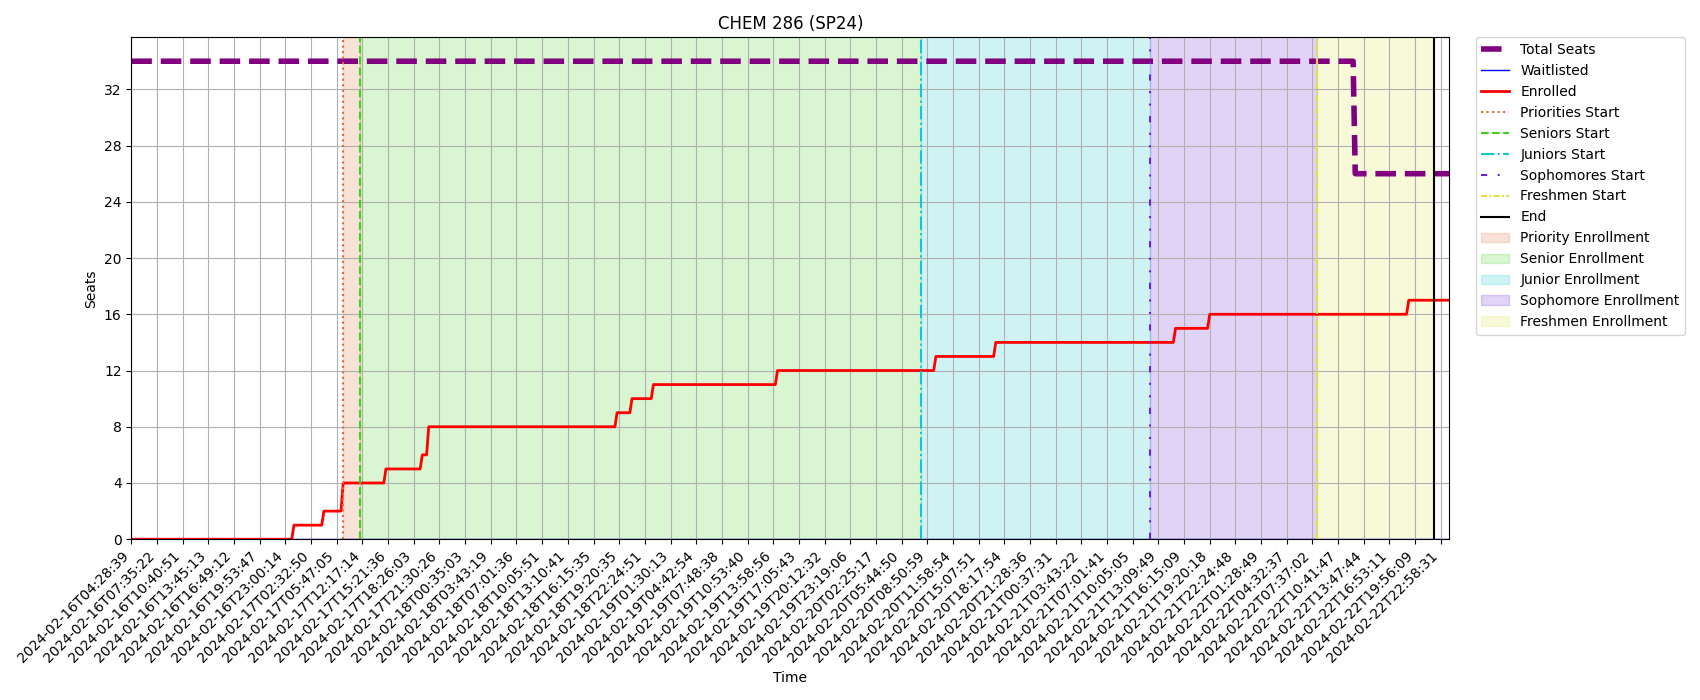 CHEM 286 (SP24)
Total Seats
Waitlisted
Enrolled
Priorities Start
Seniors Start
Juniors Start
Sophomores Start
Freshmen Start
End
Priority Enrollment
Senior Enrollment
Junior Enrollment
Sophomore Enrollment
Freshmen Enrollment
Seats
32
28
24
20
16
12
8
4
0
2024-02-16T04:28:39
2024-02-16T07:35:22
2024-02-16T10:40:51
2024-02-16T13:45:13
2024-02-16T16:49:12
2024-02-16T19:53:47
2024-02-16T23:00:14
2024-02-17T02:32:50
2024-02-17T05:47:05
2024-02-17T12:17:14
2024-02-17T15:21:36
2024-02-17T18:26:03
2024-02-17T21:30:26
2024-02-18T00:35:03
2024-02-18T03:43:19
2024-02-18T07:01:36
2024-02-18T10:05:51
2024-02-18T13:10:41
2024-02-18T16:15:35
2024-02-18T19:20:35
2024-02-18T22:24:51
2024-02-19T01:30:13
2024-02-19T04:42:54
2024-02-19T07:48:38
2024-02-19T10:53:40
2024-02-19T13:58:56
2024-02-19T17:05:43
2024-02-19T20:12:32
2024-02-19T23:19:06
2024-02-20T02:25:17
2024-02-20T05:44:50
2024-02-20T08:50:59
2024-02-20T11:58:54
2024-02-20T15:07:51
2024-02-20T18:17:54
2024-02-20T21:28:36
2024-02-21T00:37:31
2024-02-21T03:43:22
2024-02-21T07:01:41
2024-02-21T10:05:05
2024-02-21T13:09:49
2024-02-21T16:15:09
2024-02-21T19:20:18
2024-02-21T22:24:48
2024-02-22T01:28:49
2024-02-22T04:32:37
2024-02-22T07:37:02
2024-02-22T10:41:47
2024-02-22T13:47:44
2024-02-22T16:53:11
2024-02-22T19:56:09
2024-02-22T22:58:31
Time